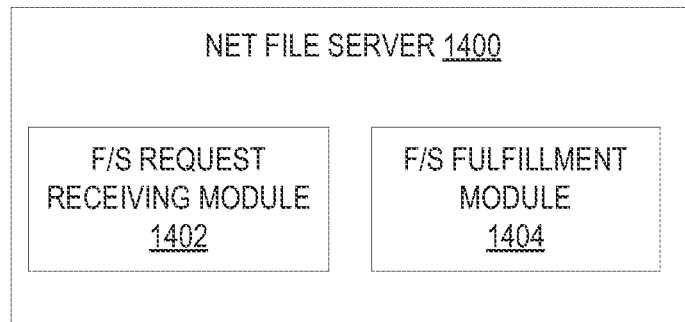 NET FILE SERVER 1400
F/S REQUEST
RECEIVING MODULE
1402
F/S FULFILLMENT
MODULE
1404